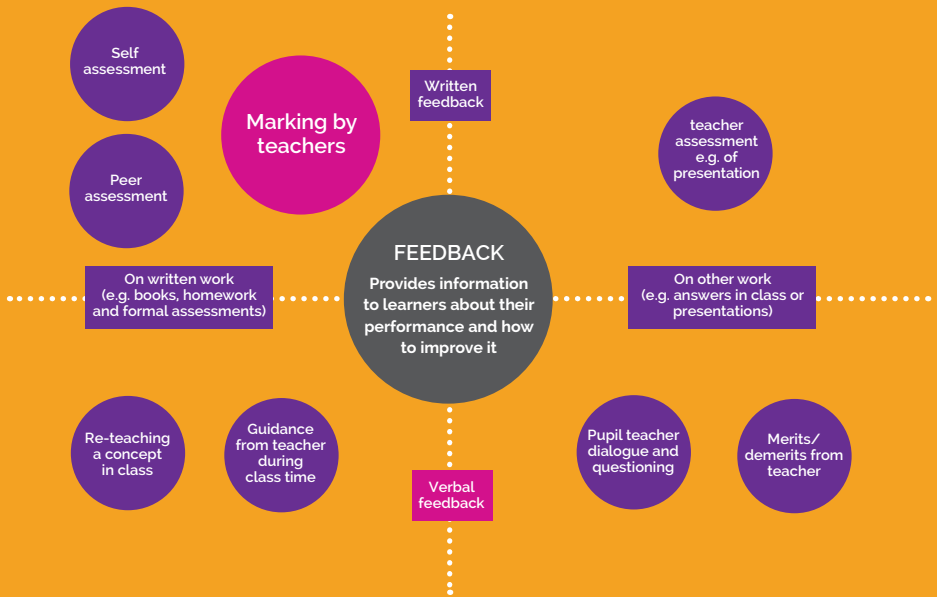 Self
assessment
Marking by
teachers
Written
feedback
teacher
assessment
e.g. of
presentation
Peer
assessment
FEEDBACK
Provides information
to learners about their
performance and how
to improve it
On written work
(e.g. books, homework
and formal assessments)
On other work
(e.g. answers in class or
presentations)
Re-teaching
a concept
in class
Guidance
from teacher
during
class time
Verbal
feedback
Pupil teacher
dialogue and
questioning
Merits/
demerits from
teacher